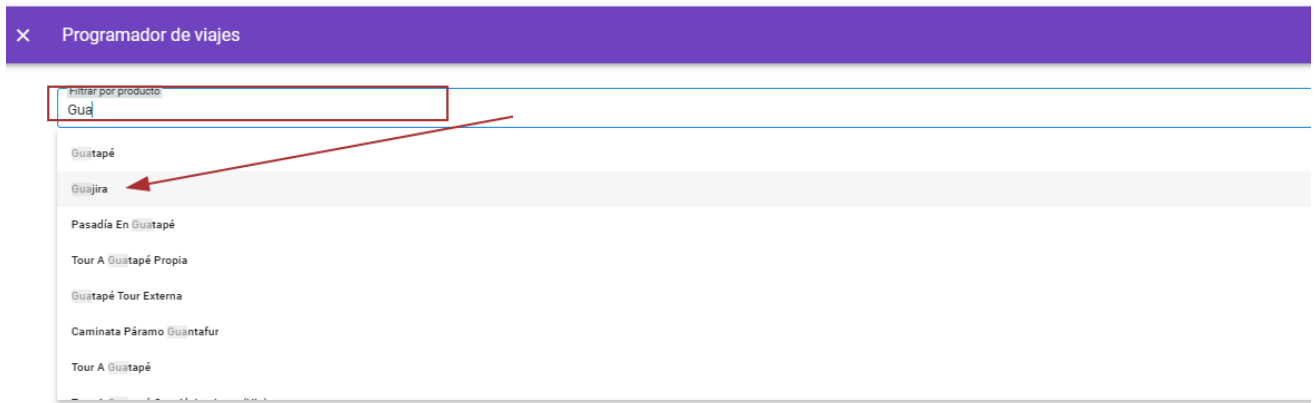 × Programador de viajes
Filtrar por producto
Gua
Guatapé
Guajira
Pasadía En Guatapé
Tour A Guatapé Propia
Guatapé Tour Externa
Caminata Páramo Guantafur
Tour A Guatapé